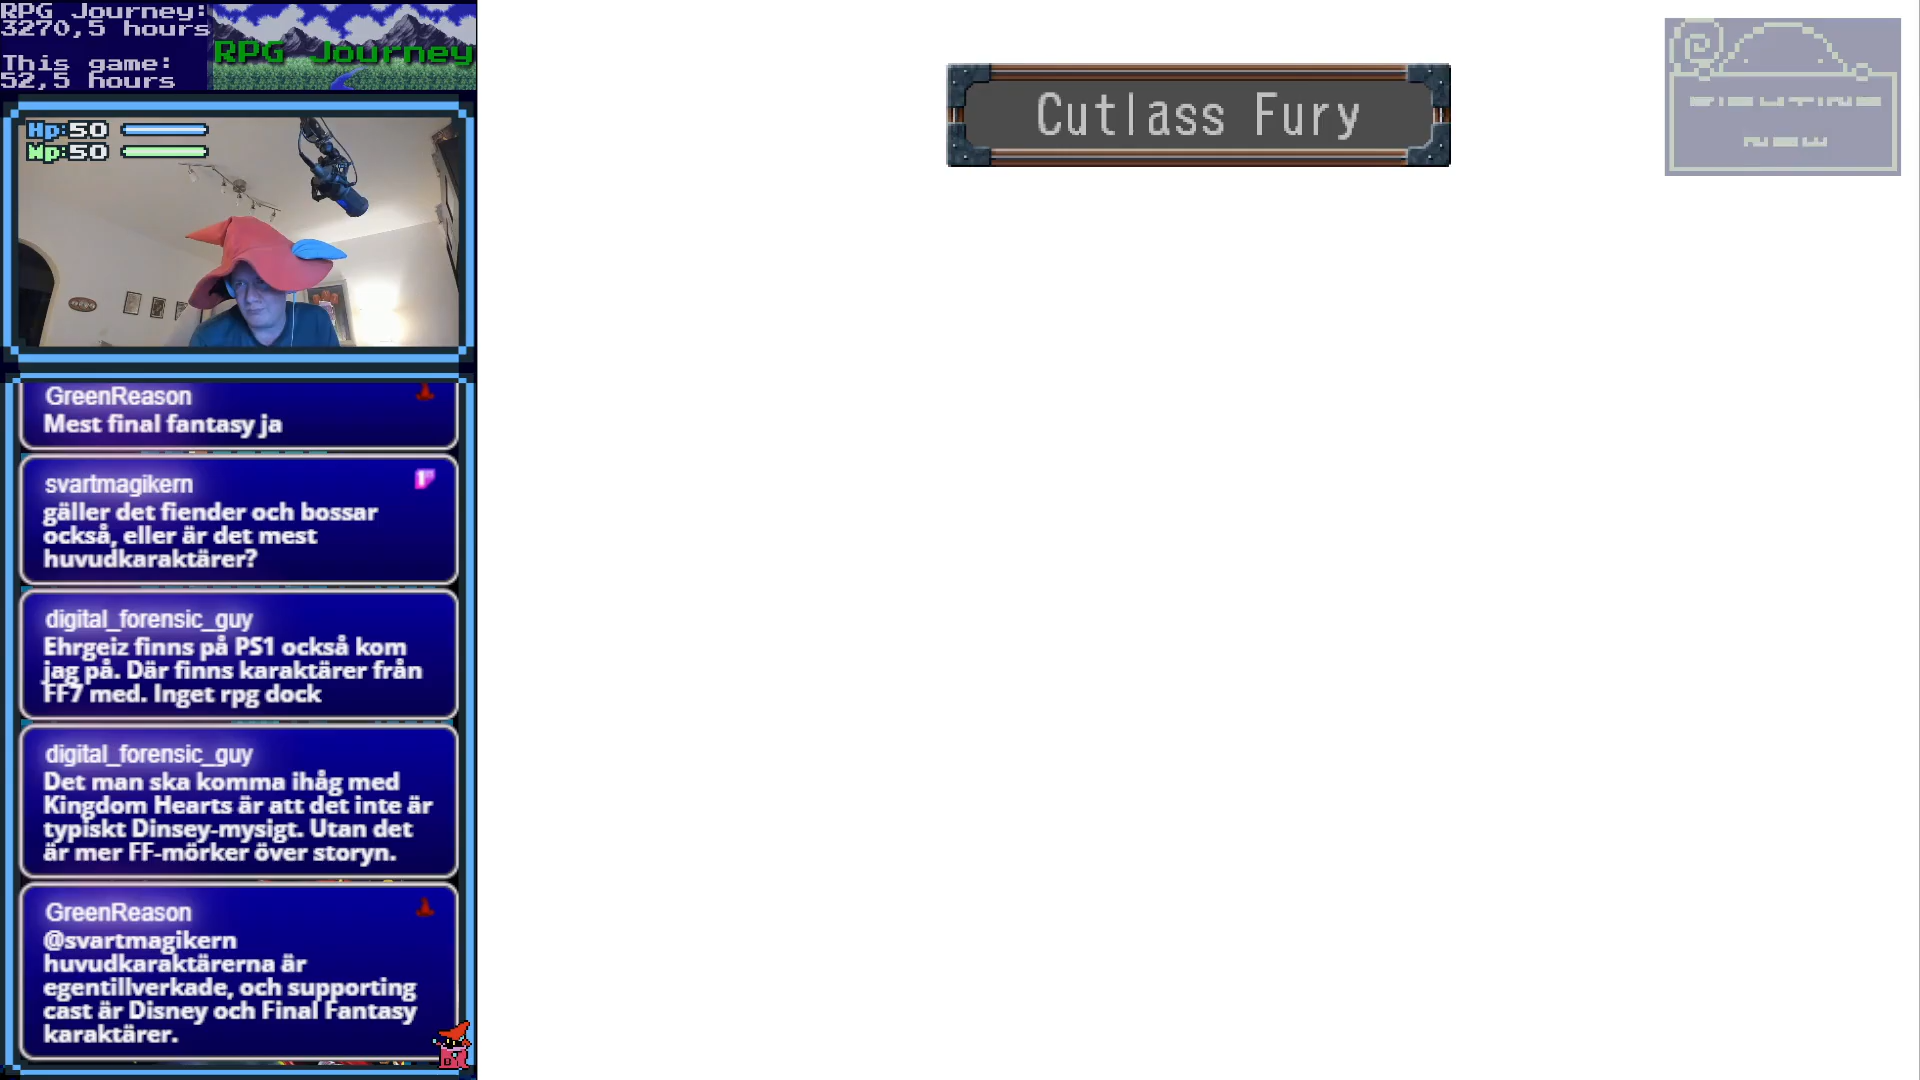 RPG Journey:
3270,5 hours
This game:
52,5 hours
RPG Journey
Hp:50
Mp:50
GreenReason
Mest final fantasy ja
svartmagikern
gäller det fiender och bossar
också, eller är det mest
huvudkaraktärer?
digital_forensic_guy
Ehrgeiz finns på PS1 också kom
jag på. Där finns karaktärer från
FF7 med. Inget rpg dock
digital_forensic_guy
Det man ska komma ihåg med
Kingdom Hearts är att det inte är
typiskt Dinsey-mysigt. Utan det
är mer FF-mörker över storyn.
GreenReason
@svartmagikern
huvudkaraktärerna är
egentillverkade, och supporting
cast är Disney och Final Fantasy
karaktärer.
Cutlass Fury